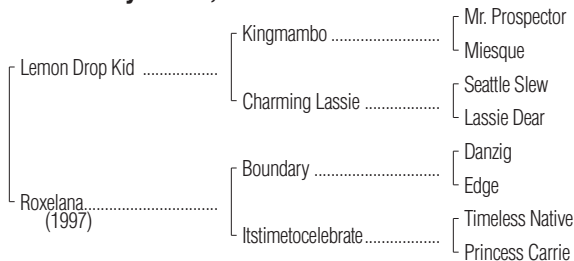 Mr. Prospector
Kingmambo ........................
Miesque
Lemon Drop Kid .................
Seattle Slew
Charming Lassie .................
Lassie Dear
Danzig
Boundary ...........................
Edge
Roxelana..............................
(1997)
Timeless Native
Itstimetocelebrate.................
Princess Carrie